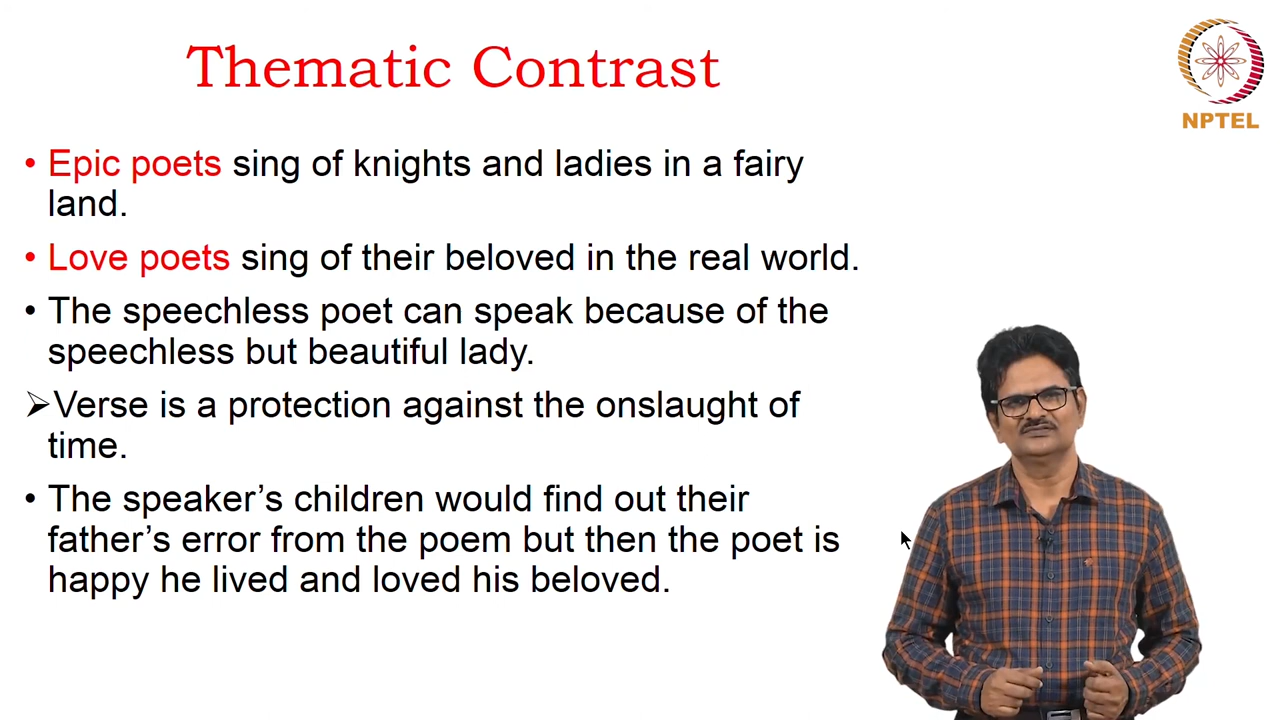 Thematic Contrast
NPTEL
• Epic poets sing of knights and ladies in a fairy
land.
• Love poets sing of their beloved in the real world.
• The speechless poet can speak because of the
speechless but beautiful lady.
➢Verse is a protection against the onslaught of
time.
• The speaker’s children would find out their
father’s error from the poem but then the poet is
happy he lived and loved his beloved.